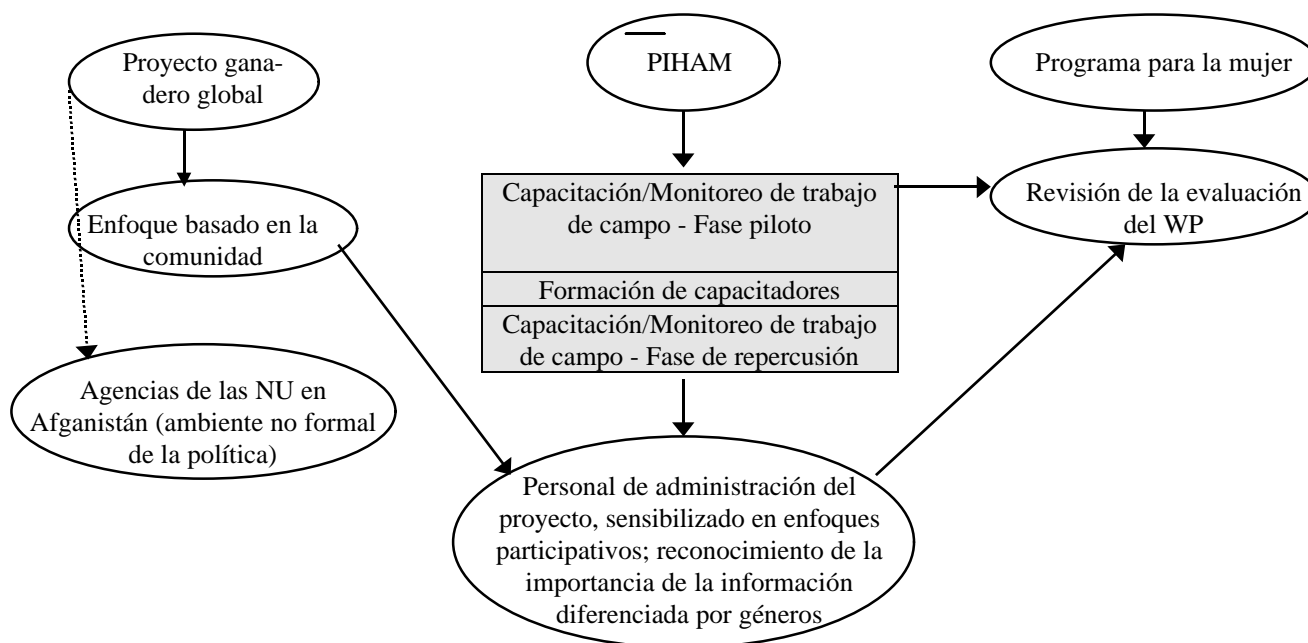 Proyecto gana-
dero global
PIHAM
Programa para la mujer
Enfoque basado en la
comunidad
Capacitación/Monitoreo de trabajo
de campo - Fase piloto
Formación de capacitadores
Capacitación/Monitoreo de trabajo
de campo - Fase de repercusión
Revisión de la evaluación
del WP
Agencias de las NU en
Afganistán (ambiente no formal
de la política)
Personal de administración del
proyecto, sensibilizado en enfoques
participativos; reconocimiento de la
importancia de la información
diferenciada por géneros